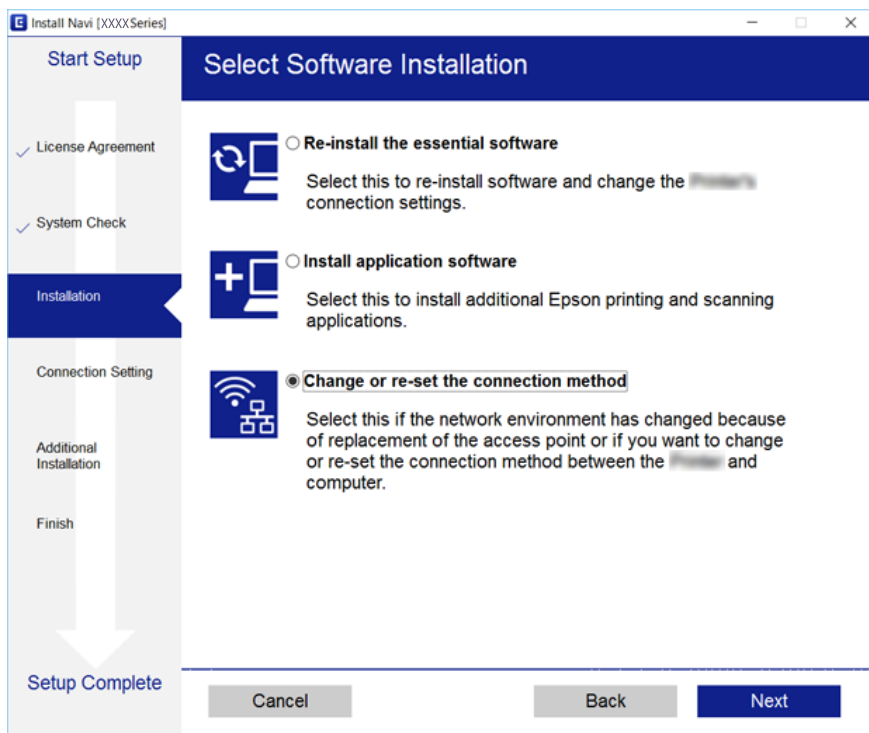 E Install Navi [XXXX Series]
Start Setup
License Agreement
System Check
Installation
Connection Setting
Additional
Installation
Finish
Setup Complete
Select Software Installation
Re-install the essential software
Select this to re-install software and change the
connection settings.
Install application software
Select this to install additional Epson printing and scanning
applications.
Change or re-set the connection method
Select this if the network environment has changed because
of replacement of the access point or if you want to change
or re-set the connection method between the and
computer.
Cancel
Back
Next